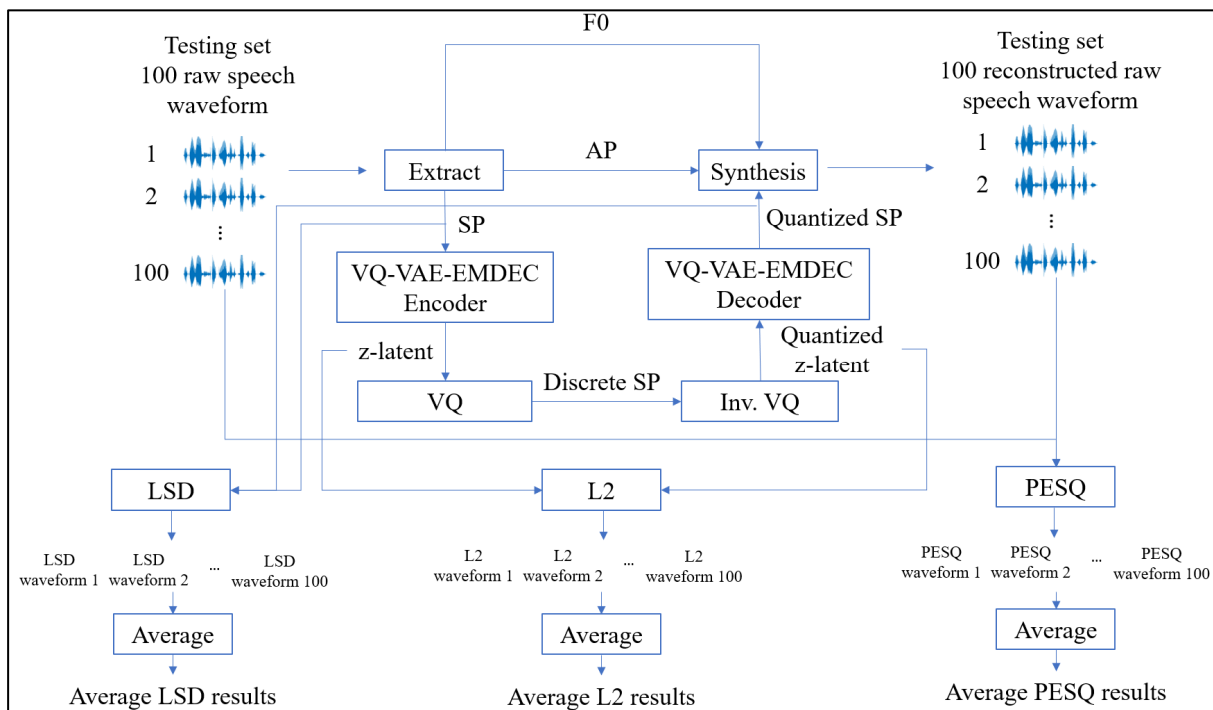 F0
Testing set
100 raw speech
waveform
1
2
⋮
100
Extract
AP
Synthesis
Testing set
100 reconstructed raw
speech waveform
1
2
⋮
100
SP
Quantized SP
VQ-VAE-EMDEC
Encoder
VQ-VAE-EMDEC
Decoder
z-latent
Quantized
z-latent
VQ
Discrete SP
Inv. VQ
LSD
L2
PESQ
LSD
waveform 1
LSD
waveform 2
...
LSD
waveform 100
L2
waveform 1
L2
waveform 2
...
L2
waveform 100
PESQ
waveform 1
PESQ
waveform 2
...
PESQ
waveform 100
Average
Average
Average
Average LSD results
Average L2 results
Average PESQ results